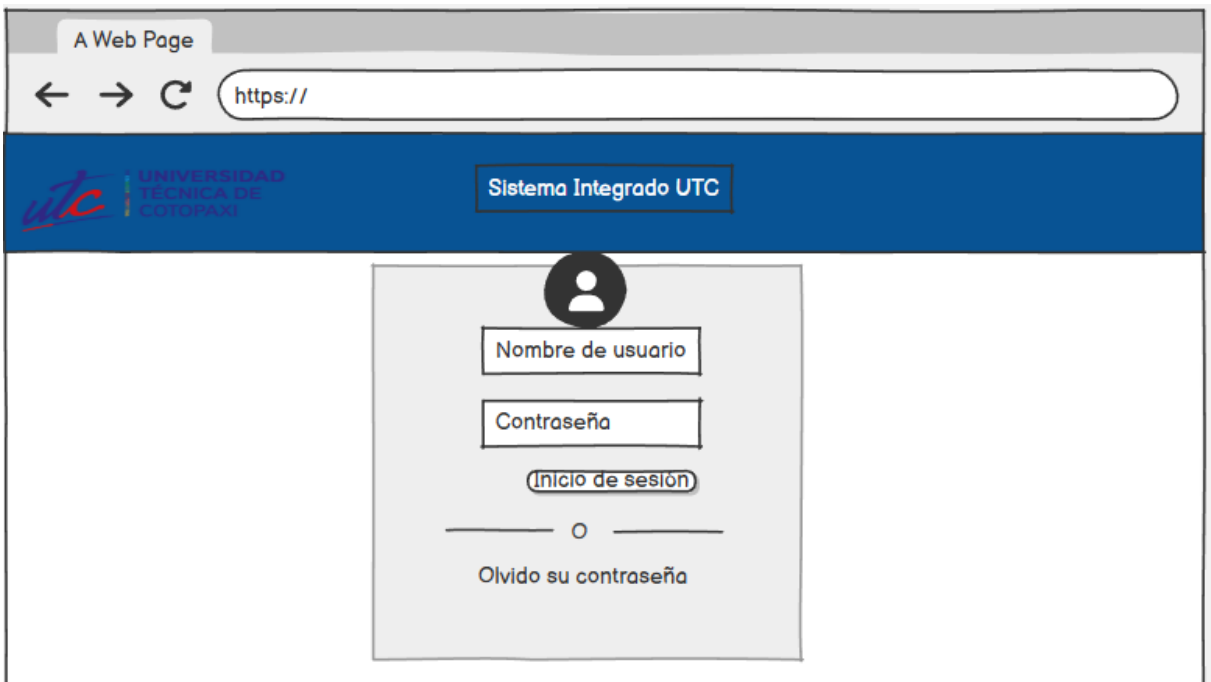 A Web Page
https://
utc
UNIVERSIDAD
TÉCNICA DE
COTOPAXI
Sistema Integrado UTC
Nombre de usuario
Contraseña
Inicio de sesión
O
Olvido su contraseña